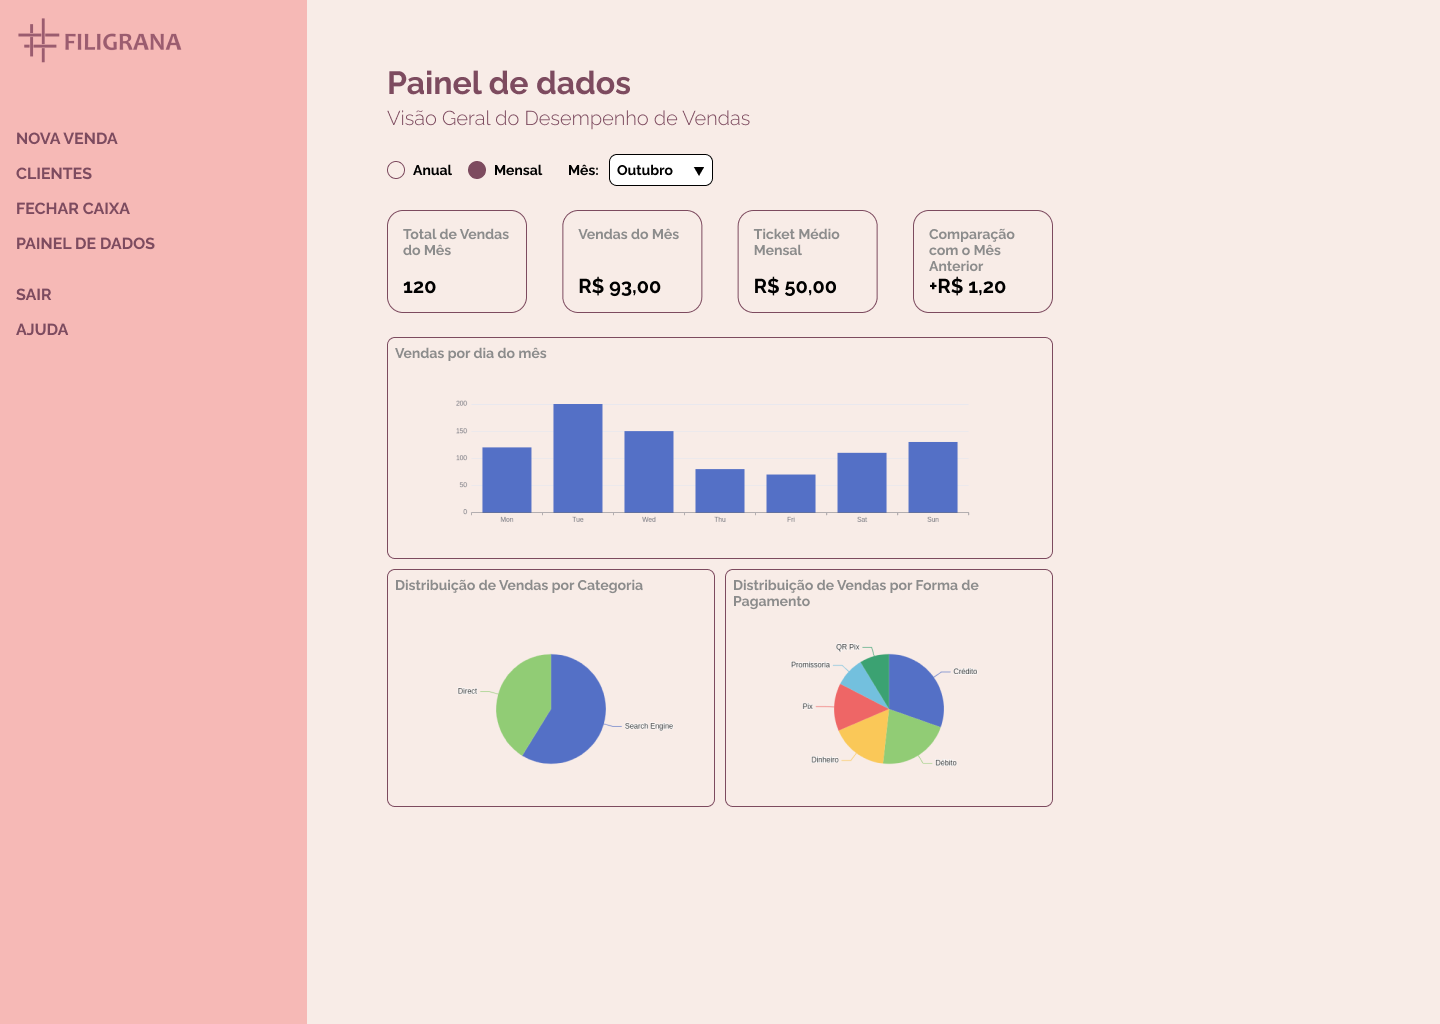 FILIGRANA
NOVA VENDA
CLIENTES
FECHAR CAIXA
PAINEL DE DADOS
SAIR
AJUDA
Painel de dados
Visão Geral do Desempenho de Vendas
Anual Mensal Mês: Outubro
Total de Vendas
do Mês
120
Vendas do Mês
R$ 93,00
Ticket Médio
Mensal
R$ 50,00
Comparação
com o Mês
Anterior
+R$ 1,20
Vendas por dia do mês
200
150
100
50
0
Mon Tue Wed Thu Fri Sat Sun
Distribuição de Vendas por Categoria
Direct
Search Engine
Distribuição de Vendas por Forma de
Pagamento
QR Pix
Promissoria
Crédito
Pix
Dinheiro
Débito